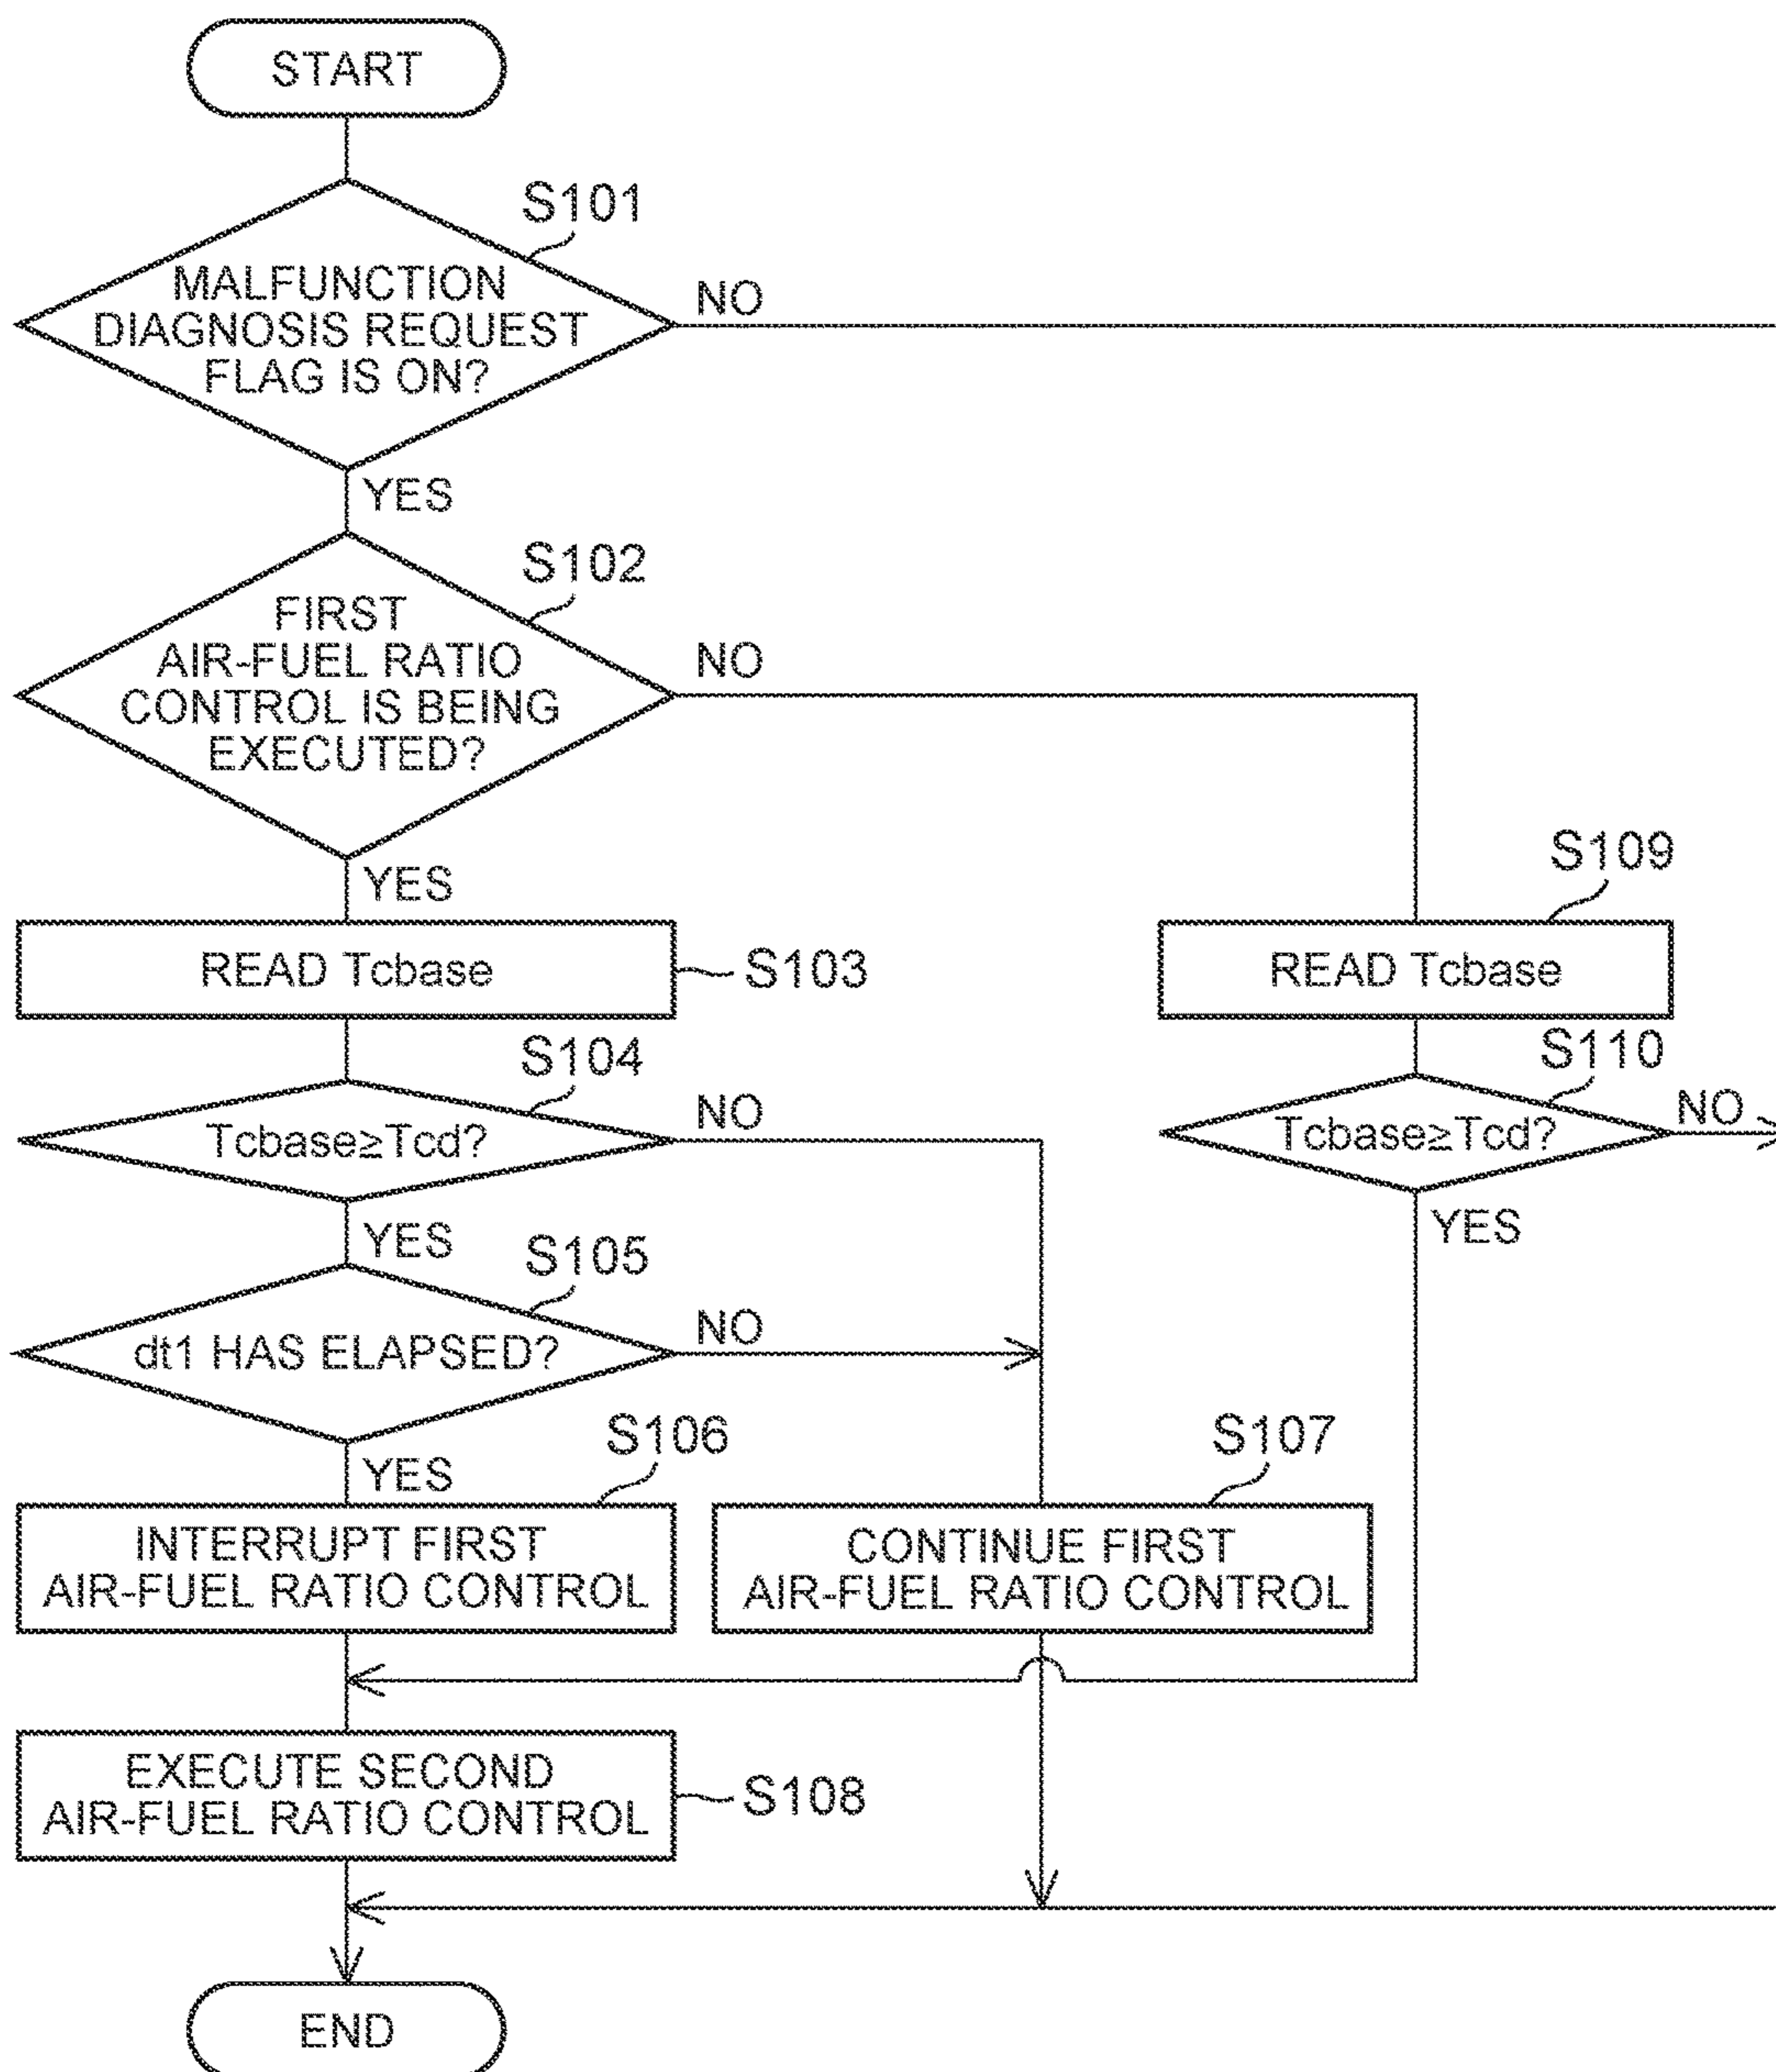 START
S101
MALFUNCTION
DIAGNOSIS REQUEST
FLAG IS ON?
NO
YES
S102
FIRST
AIR-FUEL RATIO
CONTROL IS BEING
EXECUTED?
NO
YES
READ Tcbase
S103
S109
READ Tcbase
S104
Tcbase≥Tcd?
NO
YES
S110
Tcbase≥Tcd?
NO
YES
S105
dt1 HAS ELAPSED?
NO
YES
S106
INTERRUPT FIRST
AIR-FUEL RATIO CONTROL
S107
CONTINUE FIRST
AIR-FUEL RATIO CONTROL
EXECUTE SECOND
AIR-FUEL RATIO CONTROL
S108
END